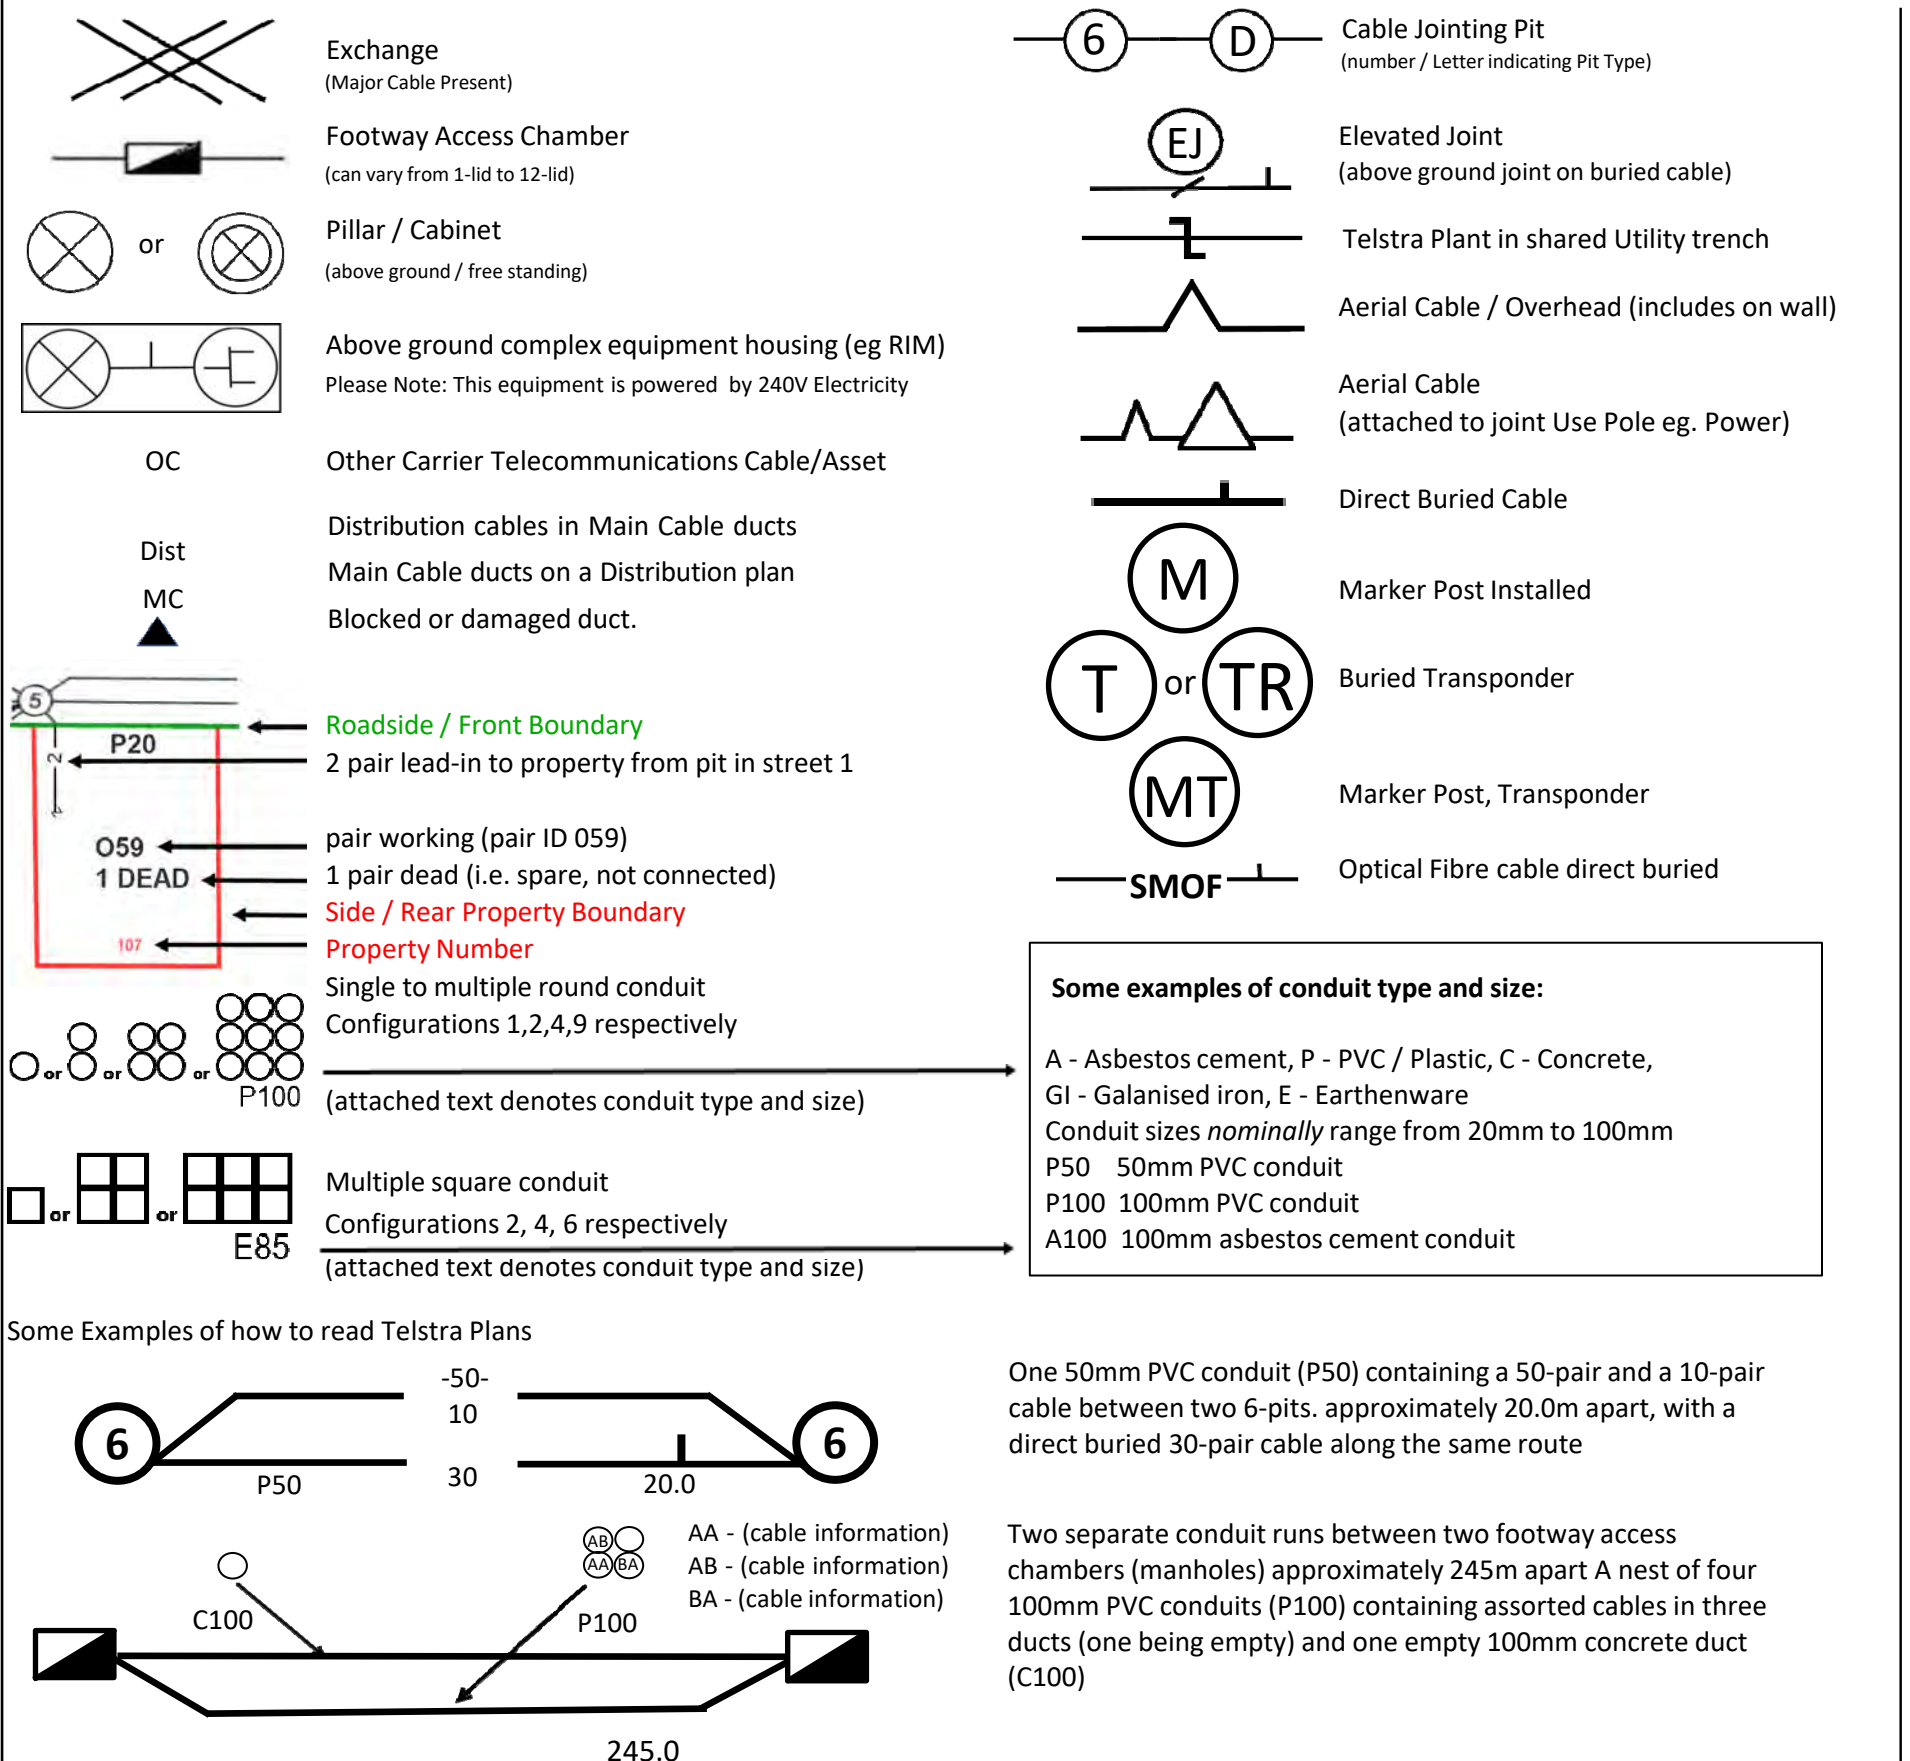 Exchange
(Major Cable Present)
Footway Access Chamber
(can vary from 1-lid to 12-lid)
or
Pillar / Cabinet
(above ground / free standing)
Above ground complex equipment housing (eg RIM)
Please Note: This equipment is powered by 240V Electricity
OC
Other Carrier Telecommunications Cable/Asset
Dist
Distribution cables in Main Cable ducts
MC
Main Cable ducts on a Distribution plan
Blocked or damaged duct.
5
P20
2
O59
1 DEAD
107
Roadside / Front Boundary
2 pair lead-in to property from pit in street 1
pair working (pair ID 059)
1 pair dead (i.e. spare, not connected)
Side / Rear Property Boundary
Property Number
Single to multiple round conduit
Configurations 1,2,4,9 respectively
or or or
P100
(attached text denotes conduit type and size)
or or
E85
Multiple square conduit
Configurations 2, 4, 6 respectively
(attached text denotes conduit type and size)
6 D
Cable Jointing Pit
(number / Letter indicating Pit Type)
EJ
Elevated Joint
(above ground joint on buried cable)
Telstra Plant in shared Utility trench
Aerial Cable / Overhead (includes on wall)
Aerial Cable
(attached to joint Use Pole eg. Power)
Direct Buried Cable
M
Marker Post Installed
T or TR
Buried Transponder
MT
Marker Post, Transponder
SMOF
Optical Fibre cable direct buried
Some examples of conduit type and size:
A - Asbestos cement, P - PVC / Plastic, C - Concrete,
GI - Galanised iron, E - Earthenware
Conduit sizes nominally range from 20mm to 100mm
P50 50mm PVC conduit
P100 100mm PVC conduit
A100 100mm asbestos cement conduit
Some Examples of how to read Telstra Plans
-50-
10
6 6
P50 30 20.0
One 50mm PVC conduit (P50) containing a 50-pair and a 10-pair
cable between two 6-pits. approximately 20.0m apart, with a
direct buried 30-pair cable along the same route
AB
AA BA
AA - (cable information)
AB - (cable information)
BA - (cable information)
C100
P100
245.0
Two separate conduit runs between two footway access
chambers (manholes) approximately 245m apart A nest of four
100mm PVC conduits (P100) containing assorted cables in three
ducts (one being empty) and one empty 100mm concrete duct
(C100)